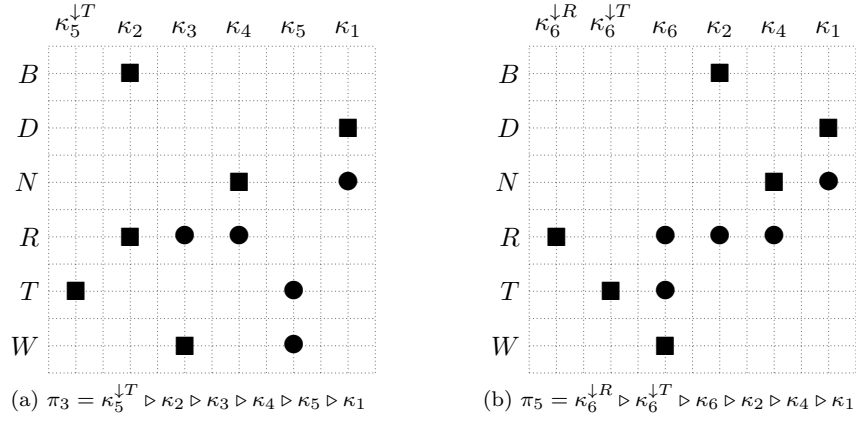 κ₅^{↓T} κ₂ κ₃ κ₄ κ₅ κ₁
B
D
N
R
T
W
(a) π₃ = κ₅^{↓T} ▷ κ₂ ▷ κ₃ ▷ κ₄ ▷ κ₅ ▷ κ₁
κ₆^{↓R} κ₆^{↓T} κ₆ κ₂ κ₄ κ₁
B
D
N
R
T
W
(b) π₅ = κ₆^{↓R} ▷ κ₆^{↓T} ▷ κ₆ ▷ κ₂ ▷ κ₄ ▷ κ₁